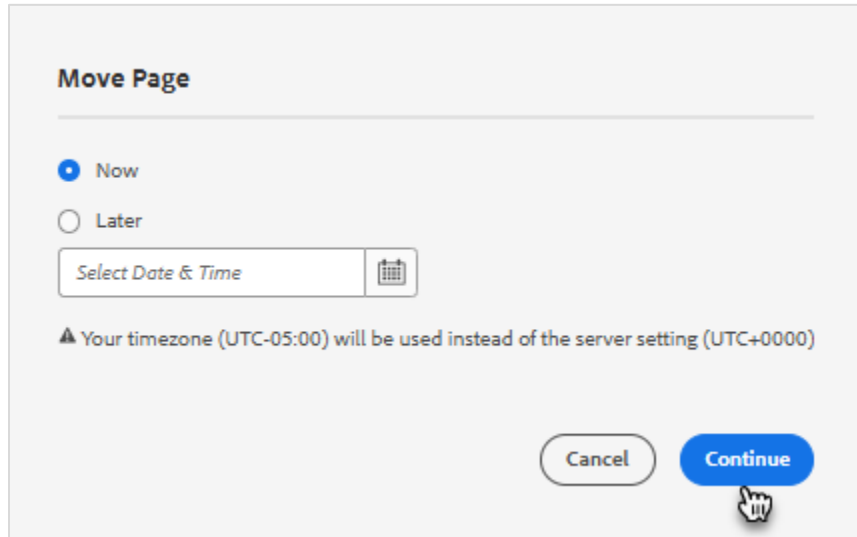 Move Page
Now
Later
Select Date & Time
Your timezone (UTC-05:00) will be used instead of the server setting (UTC+0000)
Cancel
Continue